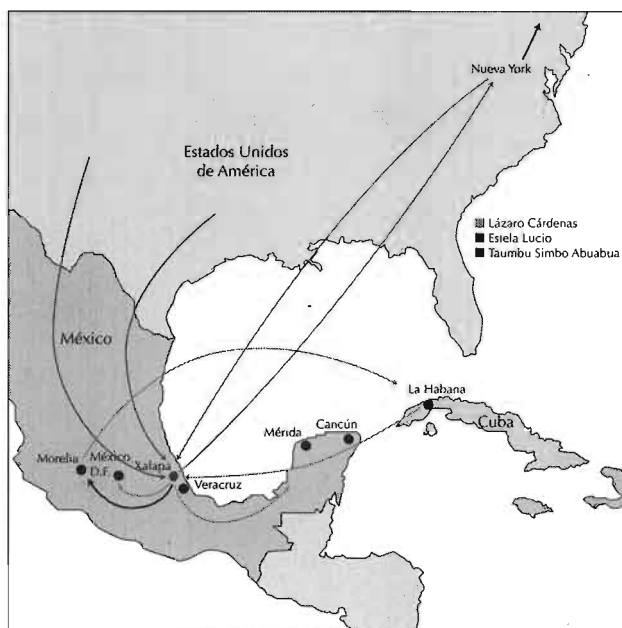 Nueva York
Estados Unidos
de América
Lázaro Cárdenas
Estela Lucio
Taumbu Simbo Abuabua
México
La Habana
Cuba
Mérida
Cancún
Morelia
México
D.F.
Xalapa
Veracruz